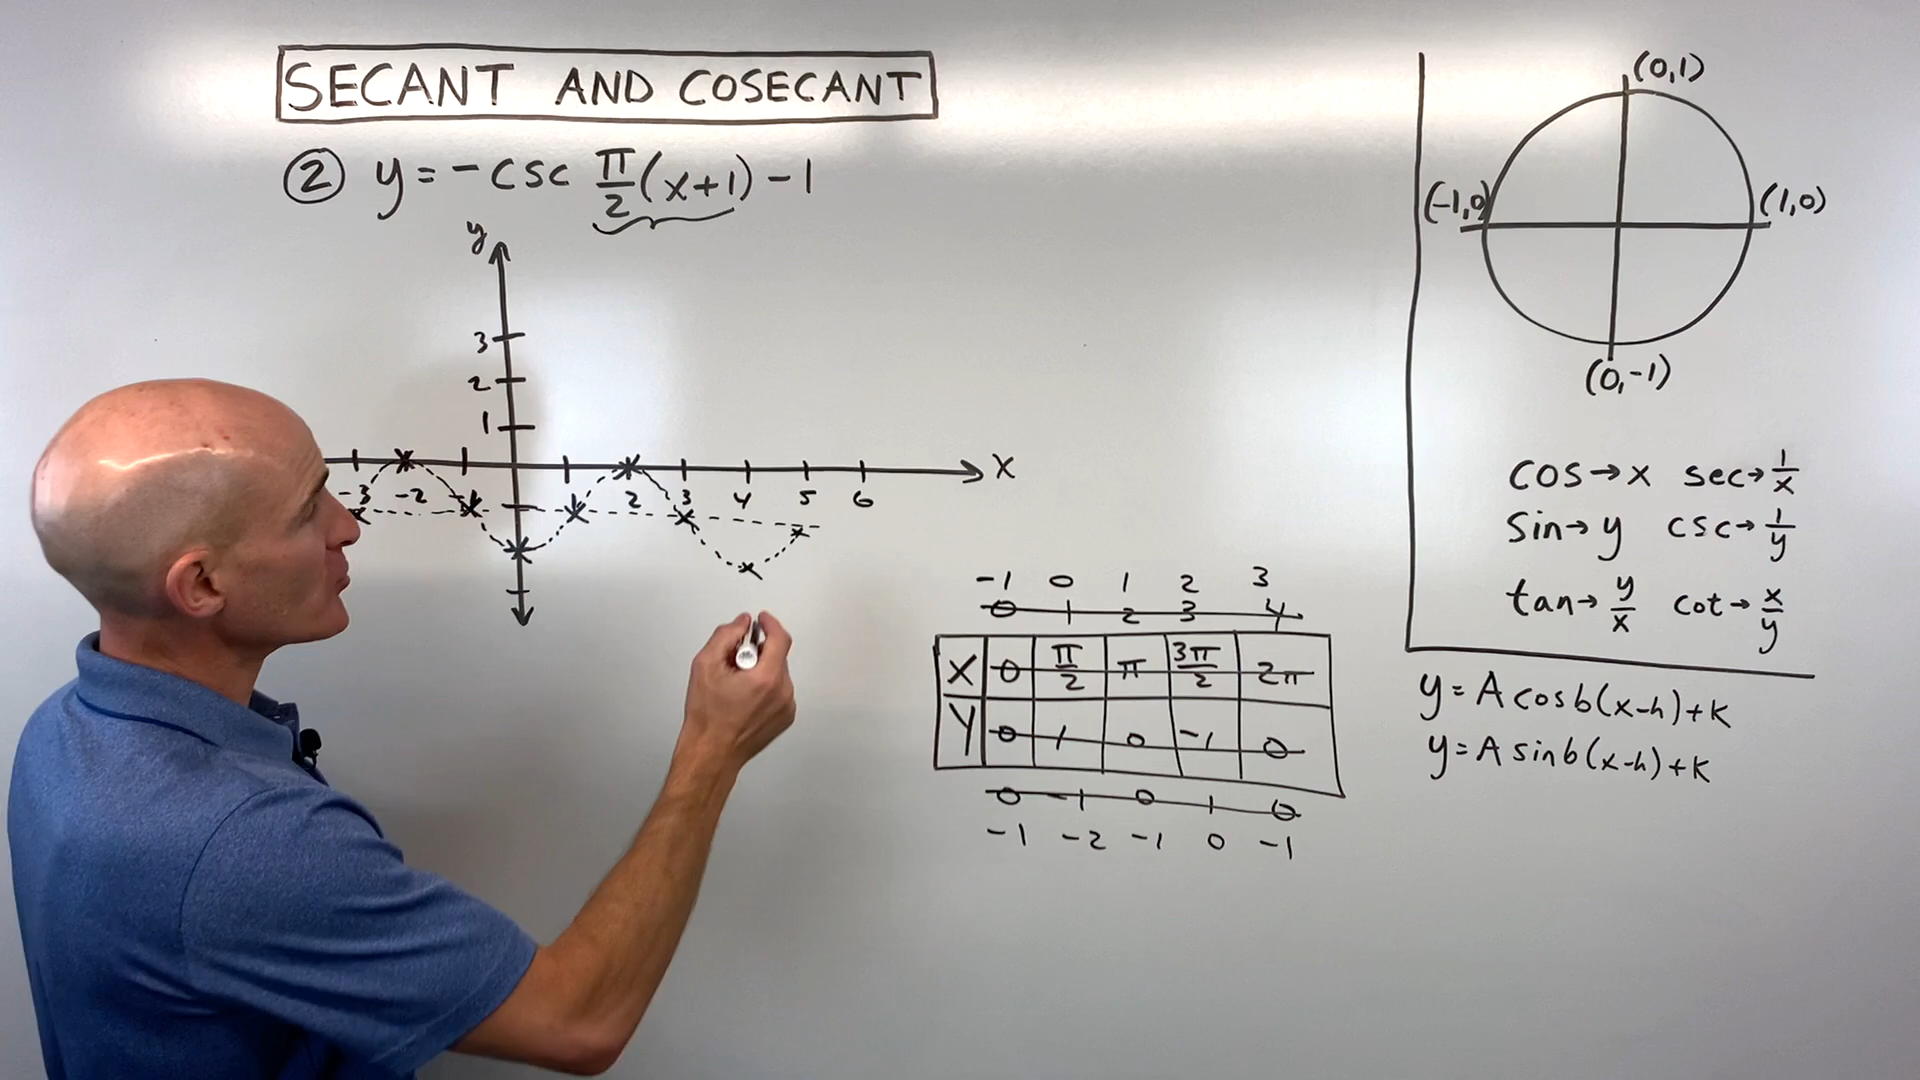 SECANT AND COSECANT
② y = -csc π/2 (x+1) - 1
y
3
2
1
x
-3 -2 2 3 4 5 6
-1 0 1 2 3
0 1 2 3 4
X 0 π/2 π 3π/2 2π
Y 0 1 0 -1 0
0 -1 0 1 0
-1 -2 -1 0 -1
(0,1)
(-1,0) (1,0)
(0,-1)
cos→x sec→1/x
sin→y csc→1/y
tan→y/x cot→x/y
y = A cos b(x-h)+K
y = A sin b(x-h)+K